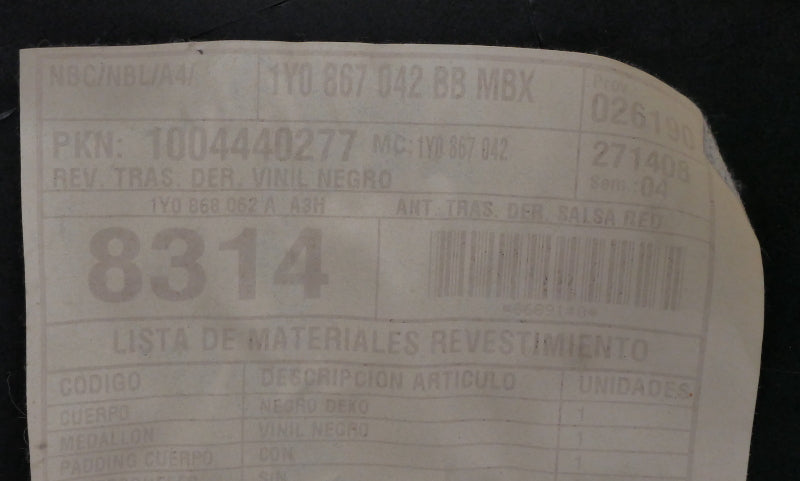 NBC/NBL/A4/ 1Y0 867 042 BB MBX Prov.
026190
PKN: 1004440277 MC: 1Y0 867 042 271408
REV. TRAS. DER. VINIL NEGRO Sem.: 04
1Y0 868 062 A A3H ANT. TRAS. DER. SALSA RED
8314
LISTA DE MATERIALES REVESTIMIENTO
CODIGO DESCRIPCION ARTICULO UNIDADES
CUERPO NEGRO DEKO 1
MEDALLON VINIL NEGRO 1
PADDING CUERPO CON 1